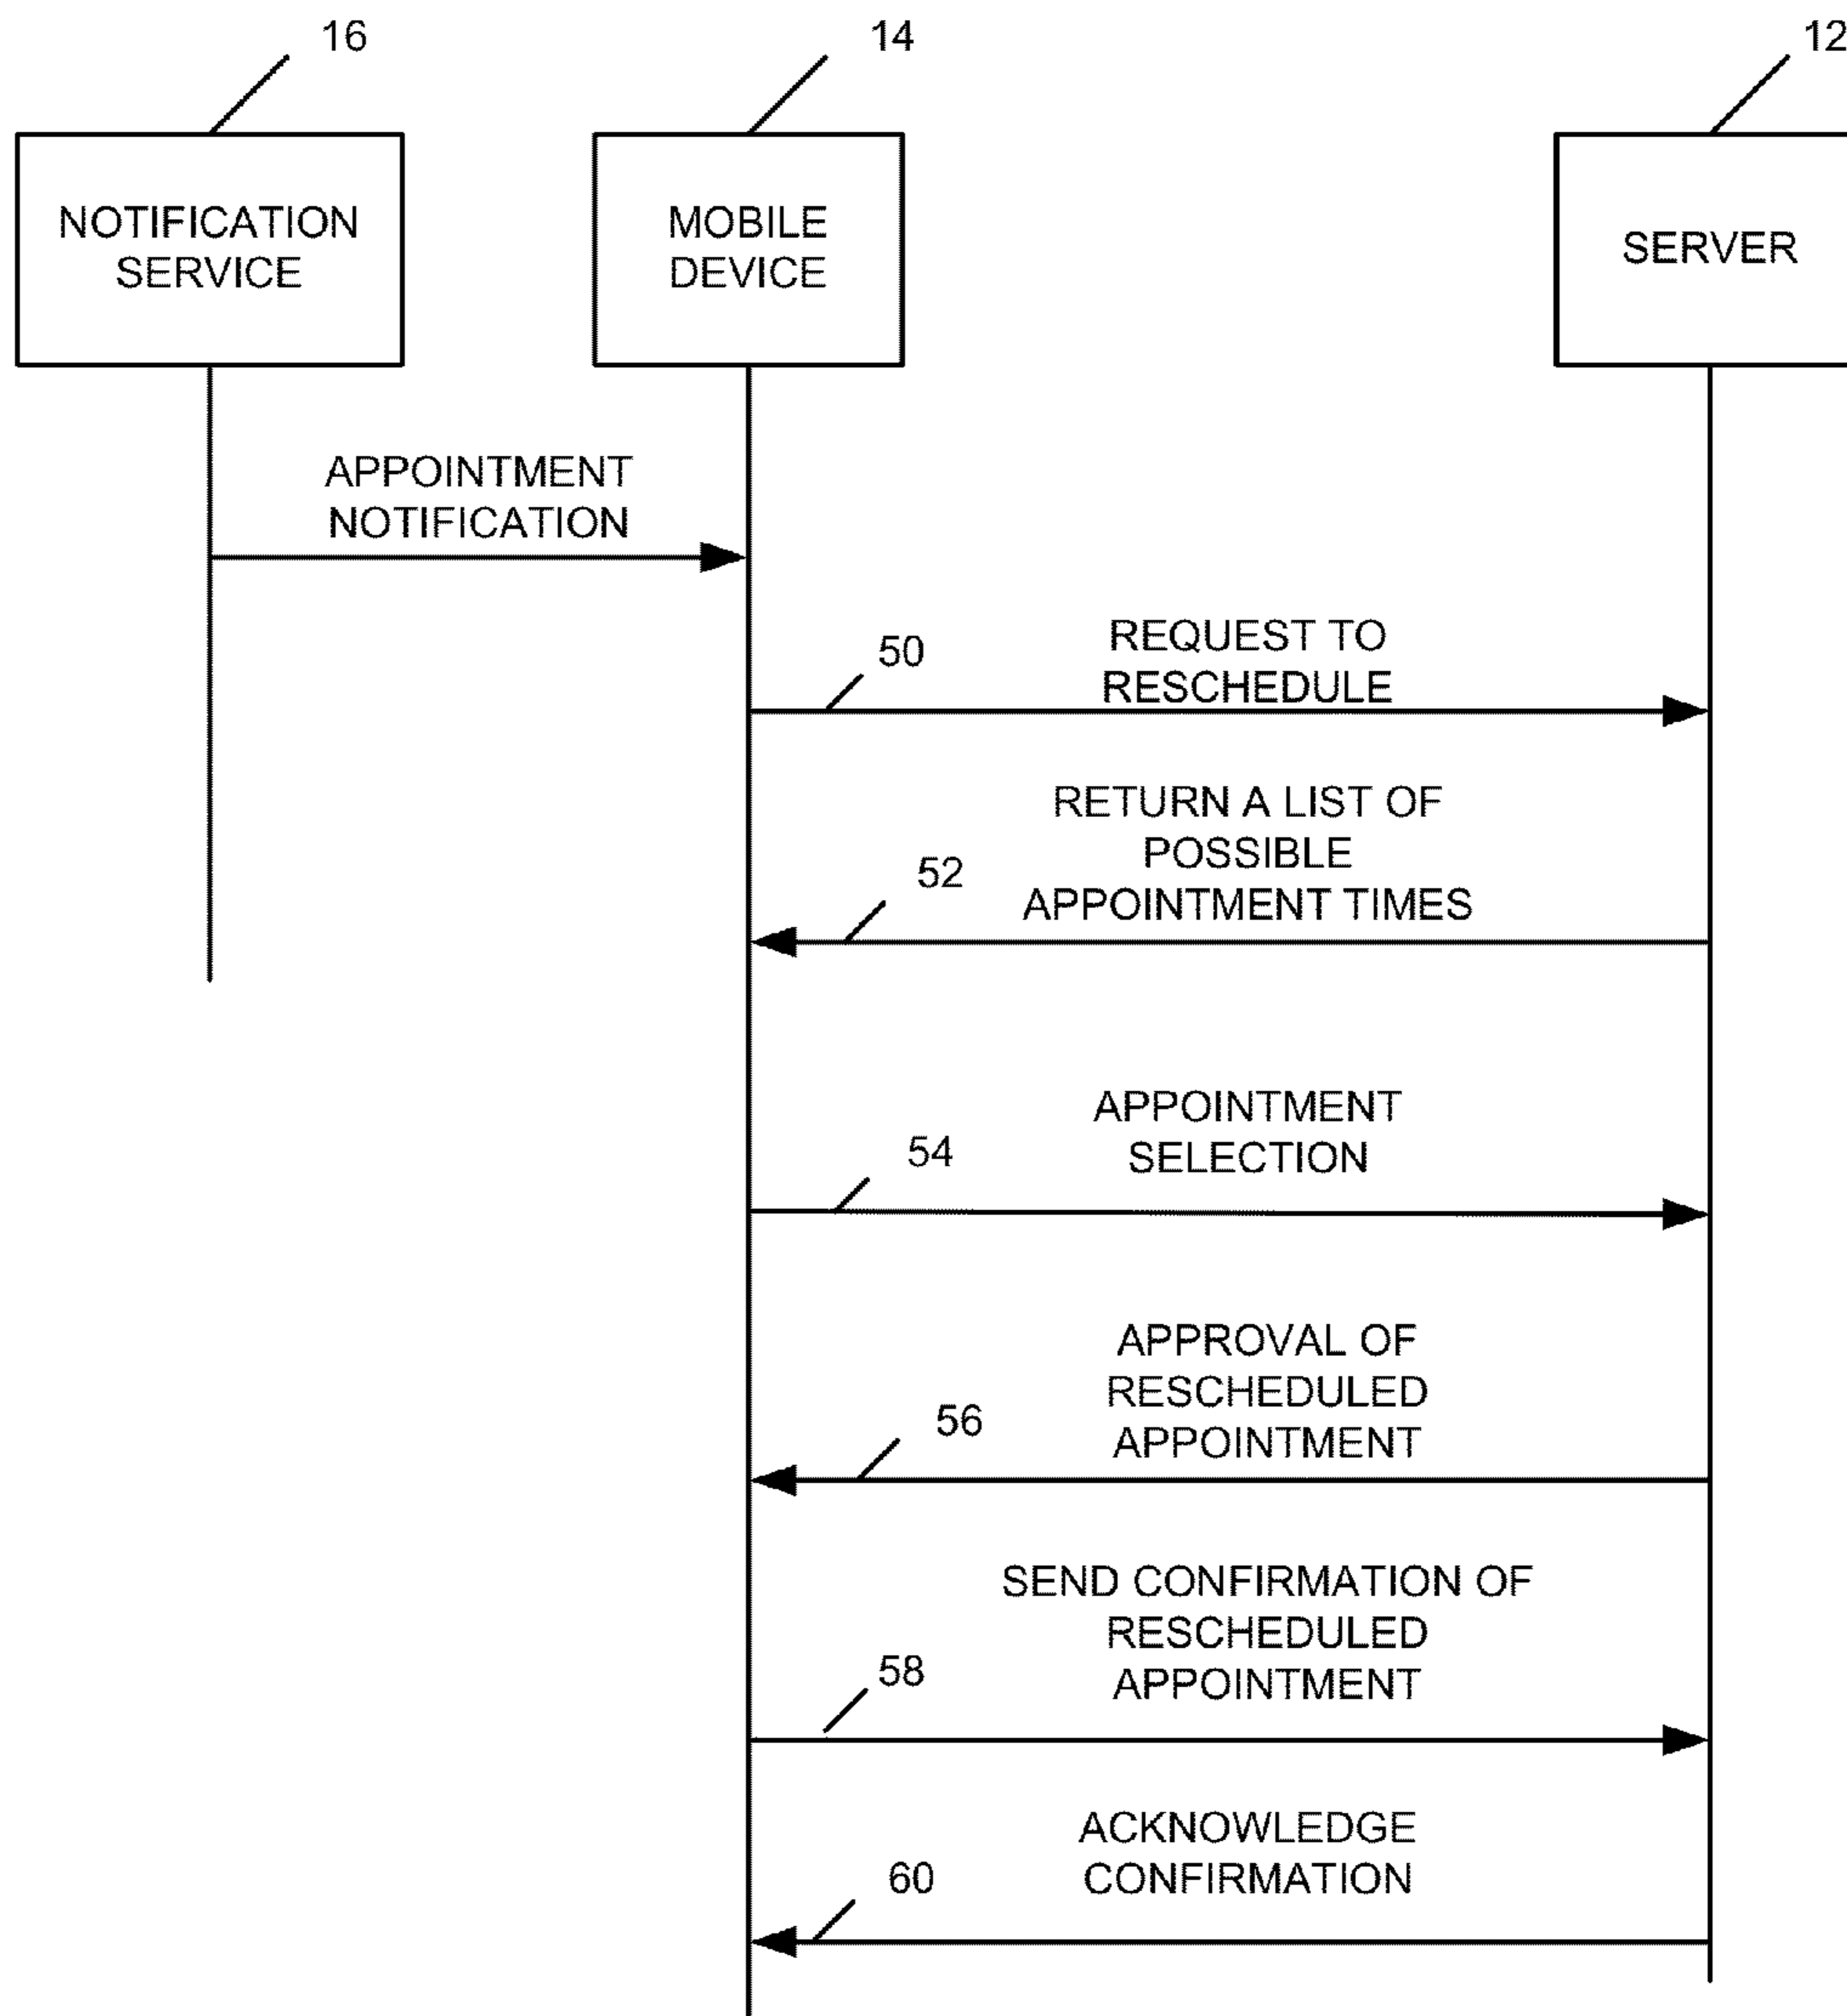 16
14
12
NOTIFICATION
SERVICE
MOBILE
DEVICE
SERVER
APPOINTMENT
NOTIFICATION
50
REQUEST TO
RESCHEDULE
RETURN A LIST OF
POSSIBLE
APPOINTMENT TIMES
52
APPOINTMENT
SELECTION
54
APPROVAL OF
RESCHEDULED
APPOINTMENT
56
SEND CONFIRMATION OF
RESCHEDULED
APPOINTMENT
58
ACKNOWLEDGE
CONFIRMATION
60